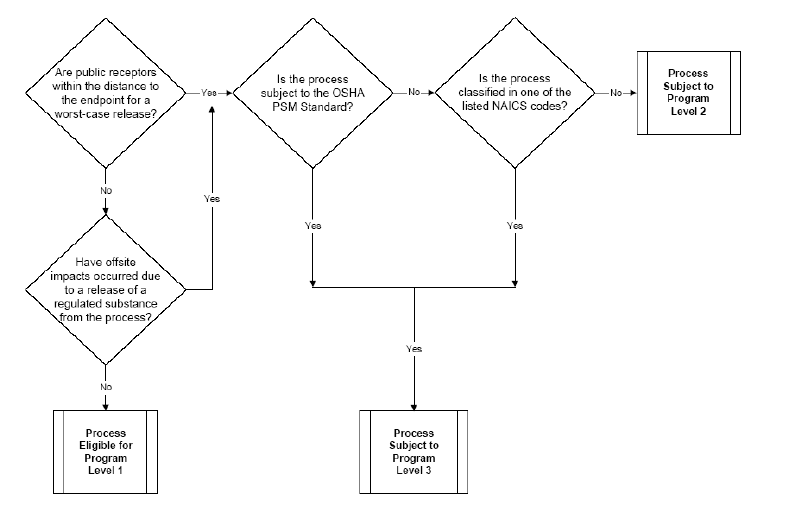 Are public receptors
within the distance to
the endpoint for a
worst-case release?
Yes
Is the process
subject to the OSHA
PSM Standard?
No
Is the process
classified in one of the
listed NAICS codes?
No
Process
Subject to
Program
Level 2
No
Yes
Yes
Yes
Have offsite
impacts occurred due
to a release of a
regulated substance
from the process?
Yes
No
Process
Eligible for
Program
Level 1
Process
Subject to
Program
Level 3